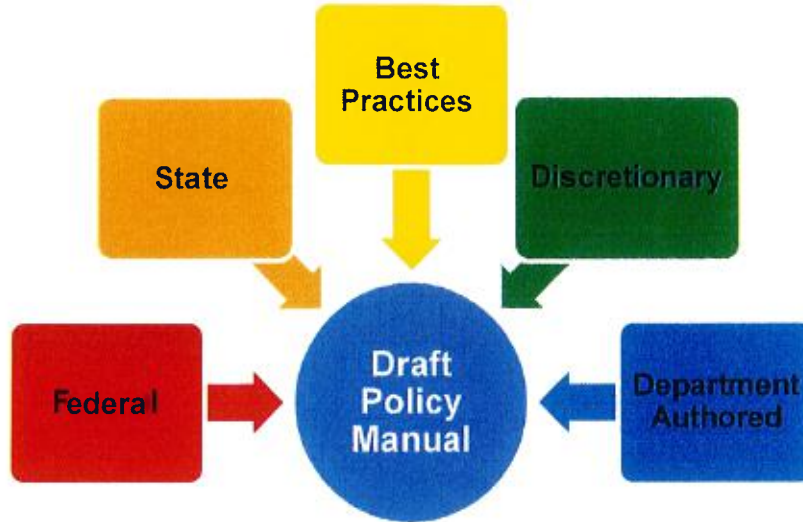 Best
Practices
State
Discretionary
Federal
Draft
Policy
Manual
Department
Authored